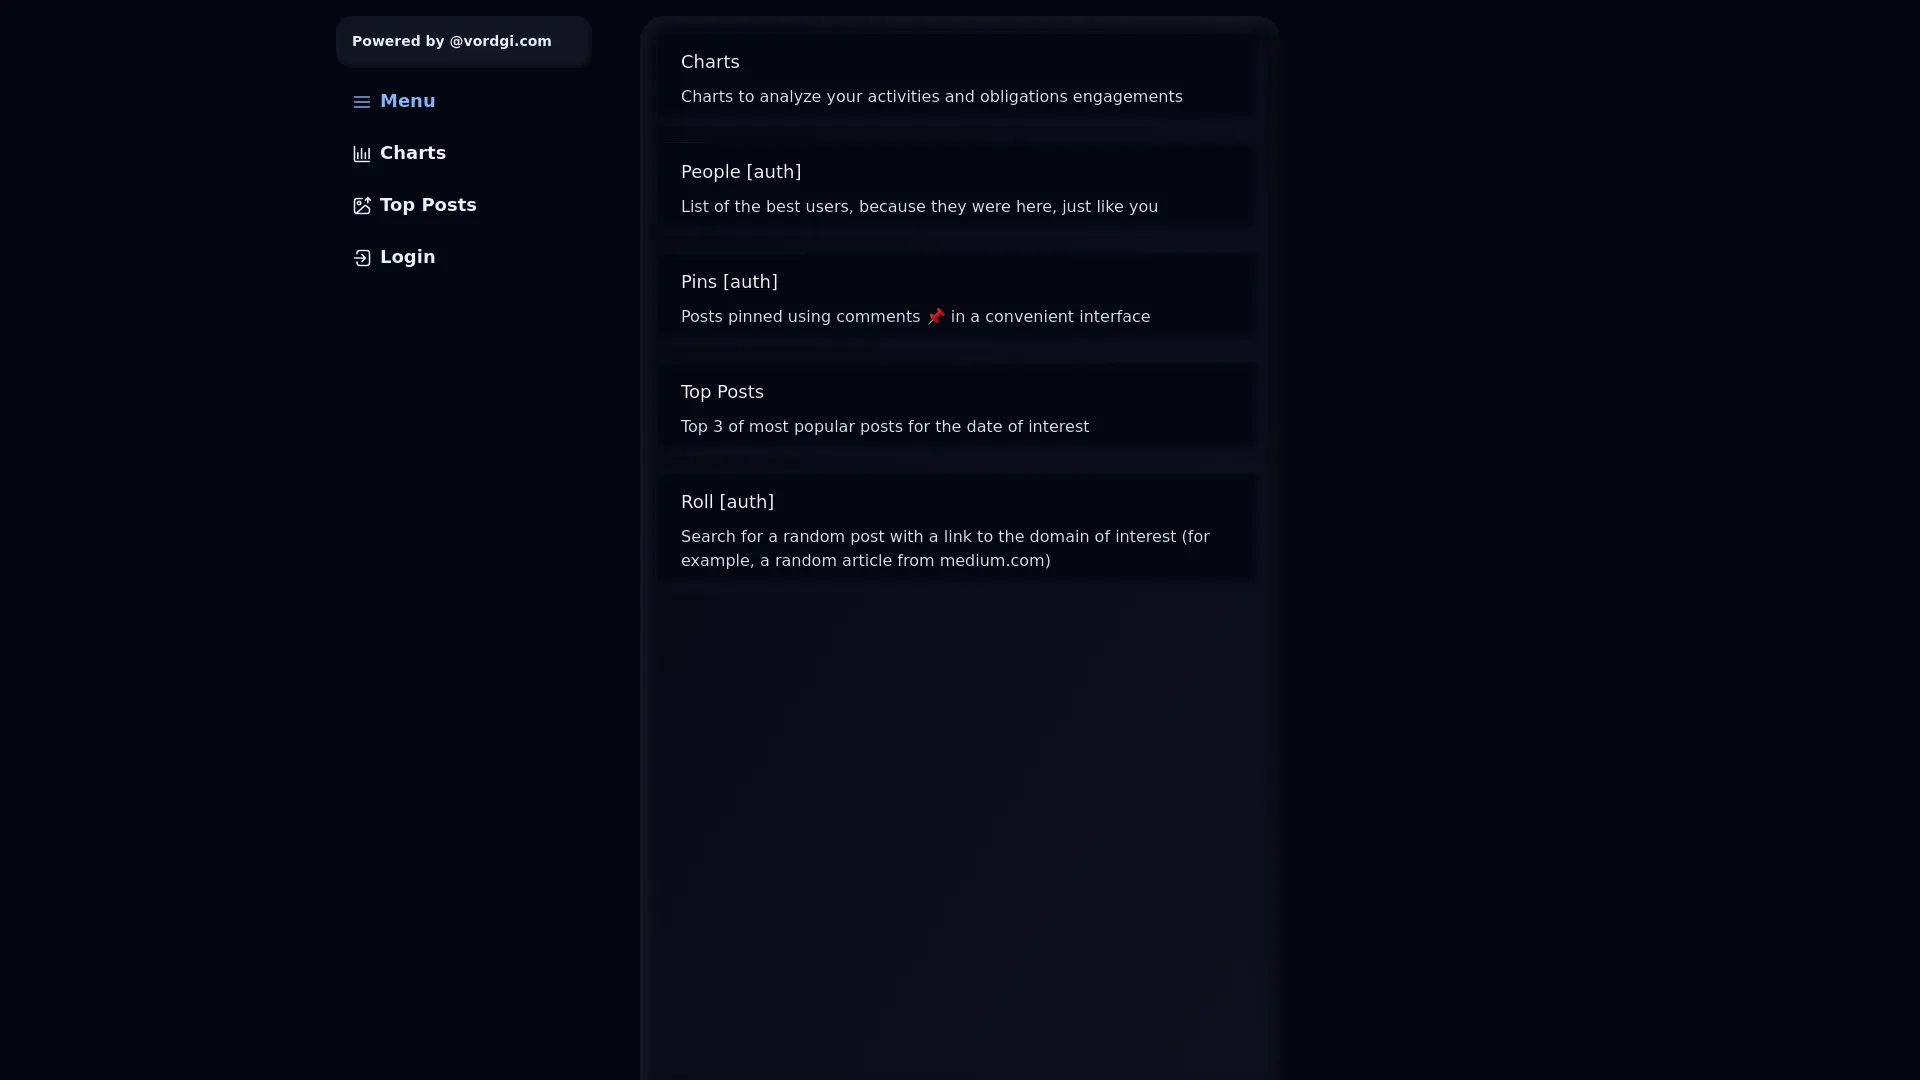 Powered by @vordgi.com
Menu
Charts
Top Posts
Login
Charts
Charts to analyze your activities and obligations engagements
People [auth]
List of the best users, because they were here, just like you
Pins [auth]
Posts pinned using comments 📌 in a convenient interface
Top Posts
Top 3 of most popular posts for the date of interest
Roll [auth]
Search for a random post with a link to the domain of interest (for
example, a random article from medium.com)